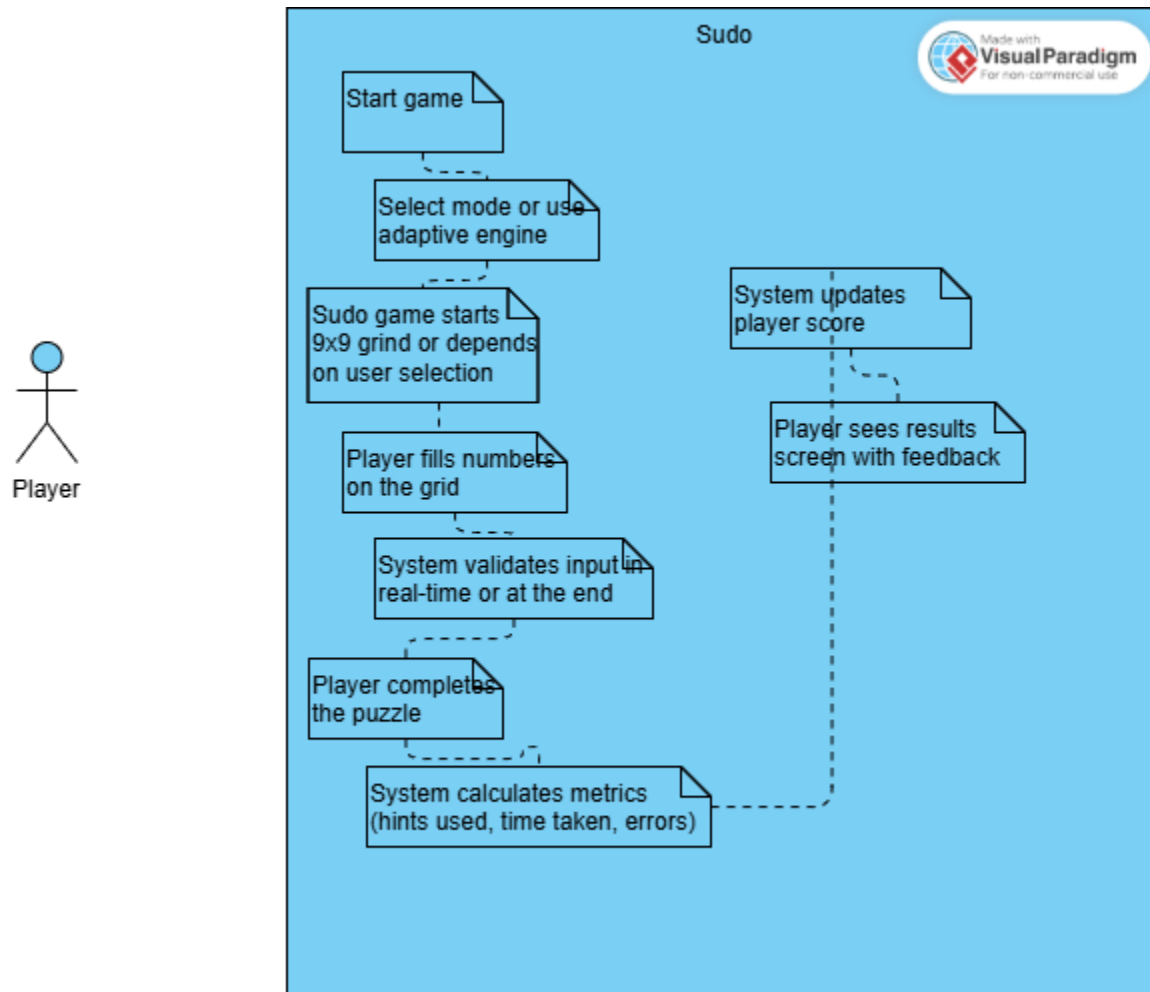 Sudo
Made with
Visual Paradigm
For non-commercial use
Start game
Select mode or use
adaptive engine
Sudo game starts
9x9 grind or depends
on user selection
Player fills numbers
on the grid
System validates input in
real-time or at the end
Player completes
the puzzle
System calculates metrics
(hints used, time taken, errors)
System updates
player score
Player sees results
screen with feedback
Player